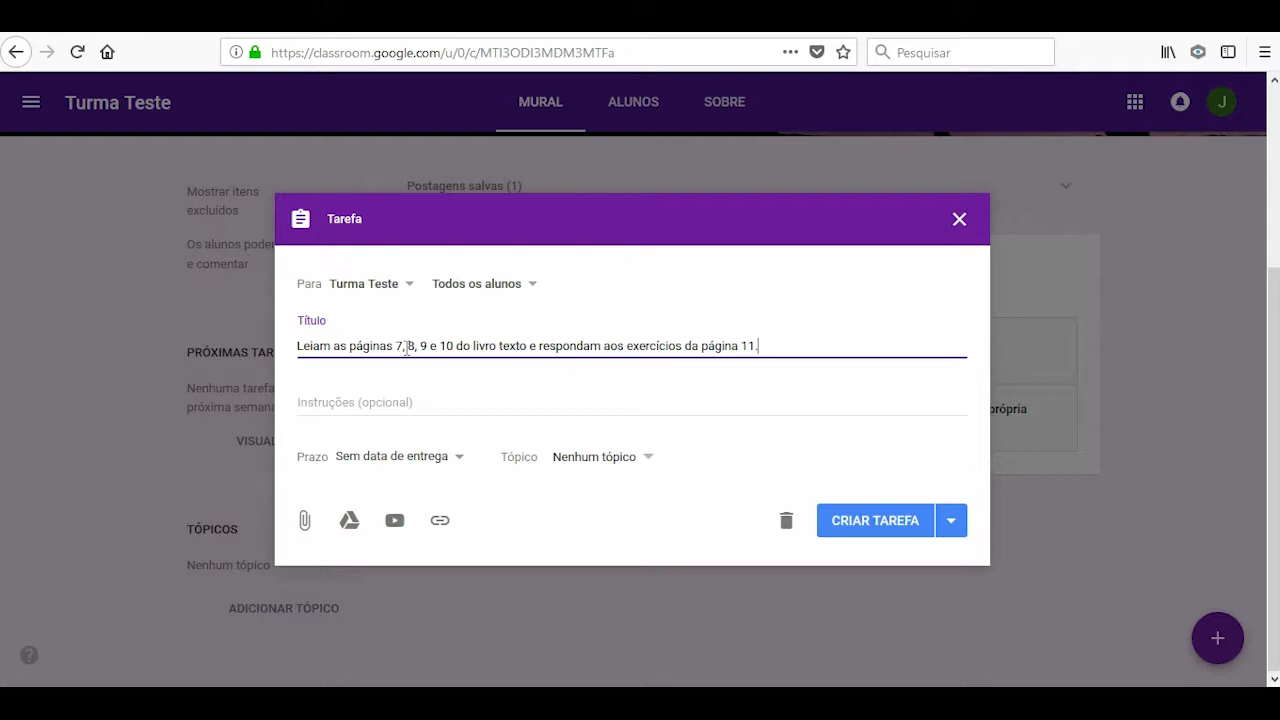 https://classroom.google.com/u/0/c/MTI3ODI3MDM3MTFa
Pesquisar
Turma Teste
MURAL
ALUNOS
SOBRE
J
Mostrar itens
excluídos
Postagens salvas (1)
Os alunos podem
e comentar
Tarefa
Para Turma Teste Todos os alunos
Título
Leiam as páginas 7, 8, 9 e 10 do livro texto e respondam aos exercícios da página 11.
PRÓXIMAS TAR
Nenhuma tarefa
próxima semana
Instruções (opcional)
própria
VISUAL
Prazo Sem data de entrega Tópico Nenhum tópico
CRIAR TAREFA
TÓPICOS
Nenhum tópico
ADICIONAR TÓPICO